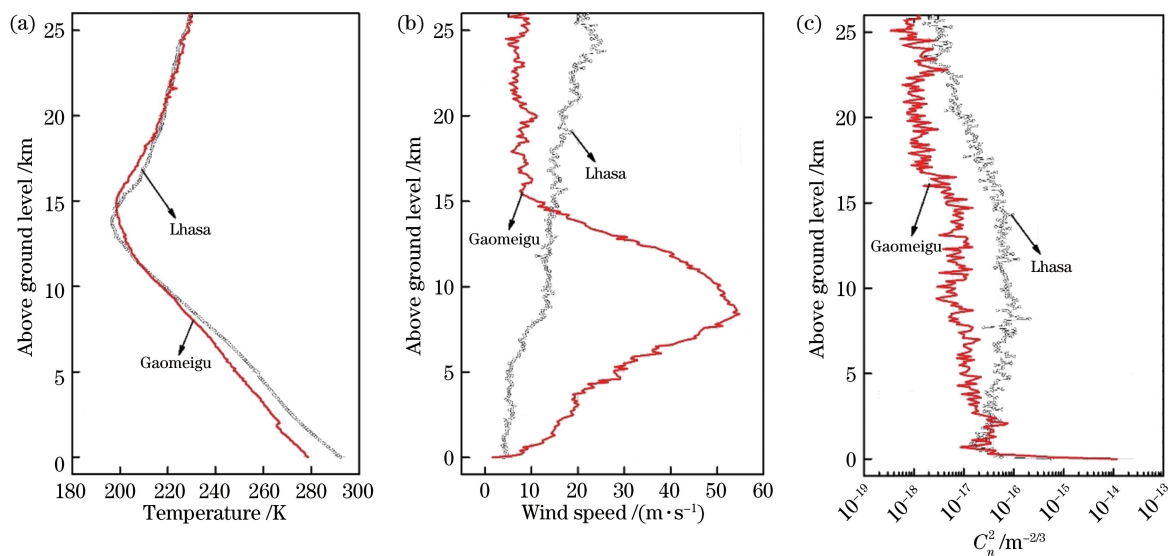 (a)
25
20
15
10
5
0
Above ground level /km
Lhasa
Gaomeigu
180 200 220 240 260 280 300
Temperature /K
(b)
25
20
15
10
5
0
Above ground level /km
Lhasa
Gaomeigu
0 10 20 30 40 50 60
Wind speed /(m·s⁻¹)
(c)
25
20
15
10
5
0
Above ground level /km
Gaomeigu
Lhasa
10⁻¹⁹ 10⁻¹⁸ 10⁻¹⁷ 10⁻¹⁶ 10⁻¹⁵ 10⁻¹⁴ 10⁻¹³
C²ₙ /m⁻²/³